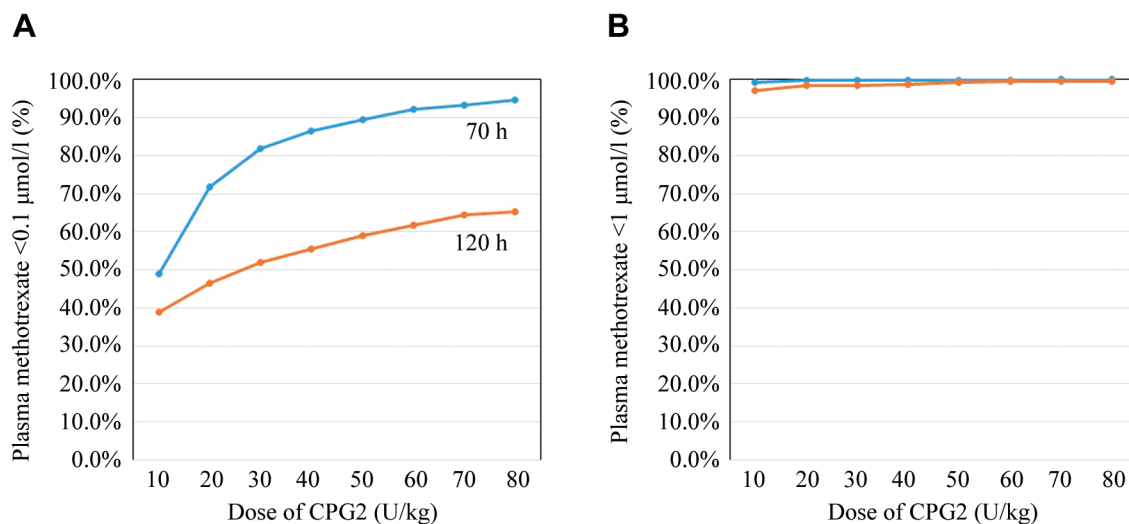 A
Plasma methotrexate <0.1 μmol/l (%)
100.0%
90.0%
80.0%
70.0%
60.0%
50.0%
40.0%
30.0%
20.0%
10.0%
0.0%
70 h
120 h
10 20 30 40 50 60 70 80
Dose of CPG2 (U/kg)
B
Plasma methotrexate <1 μmol/l (%)
100.0%
90.0%
80.0%
70.0%
60.0%
50.0%
40.0%
30.0%
20.0%
10.0%
0.0%
10 20 30 40 50 60 70 80
Dose of CPG2 (U/kg)